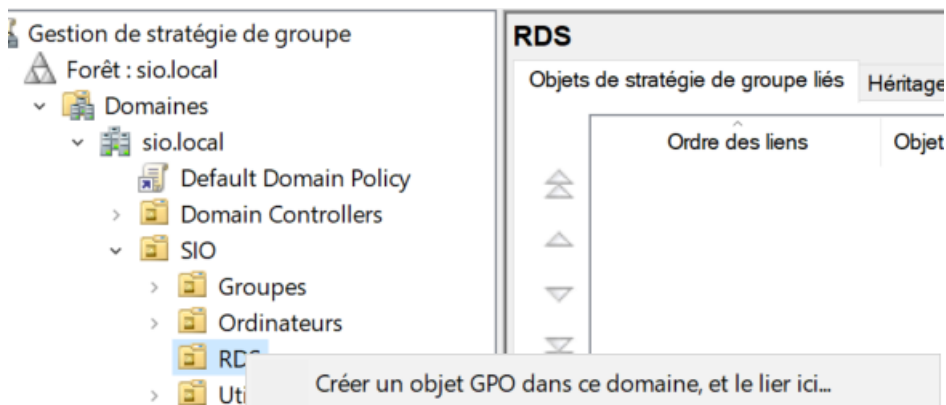 Gestion de stratégie de groupe
Forêt : sio.local
Domaines
sio.local
Default Domain Policy
Domain Controllers
SIO
Groupes
Ordinateurs
RDS
Créer un objet GPO dans ce domaine, et le lier ici...
RDS
Objets de stratégie de groupe liés
Héritage
Ordre des liens
Objet